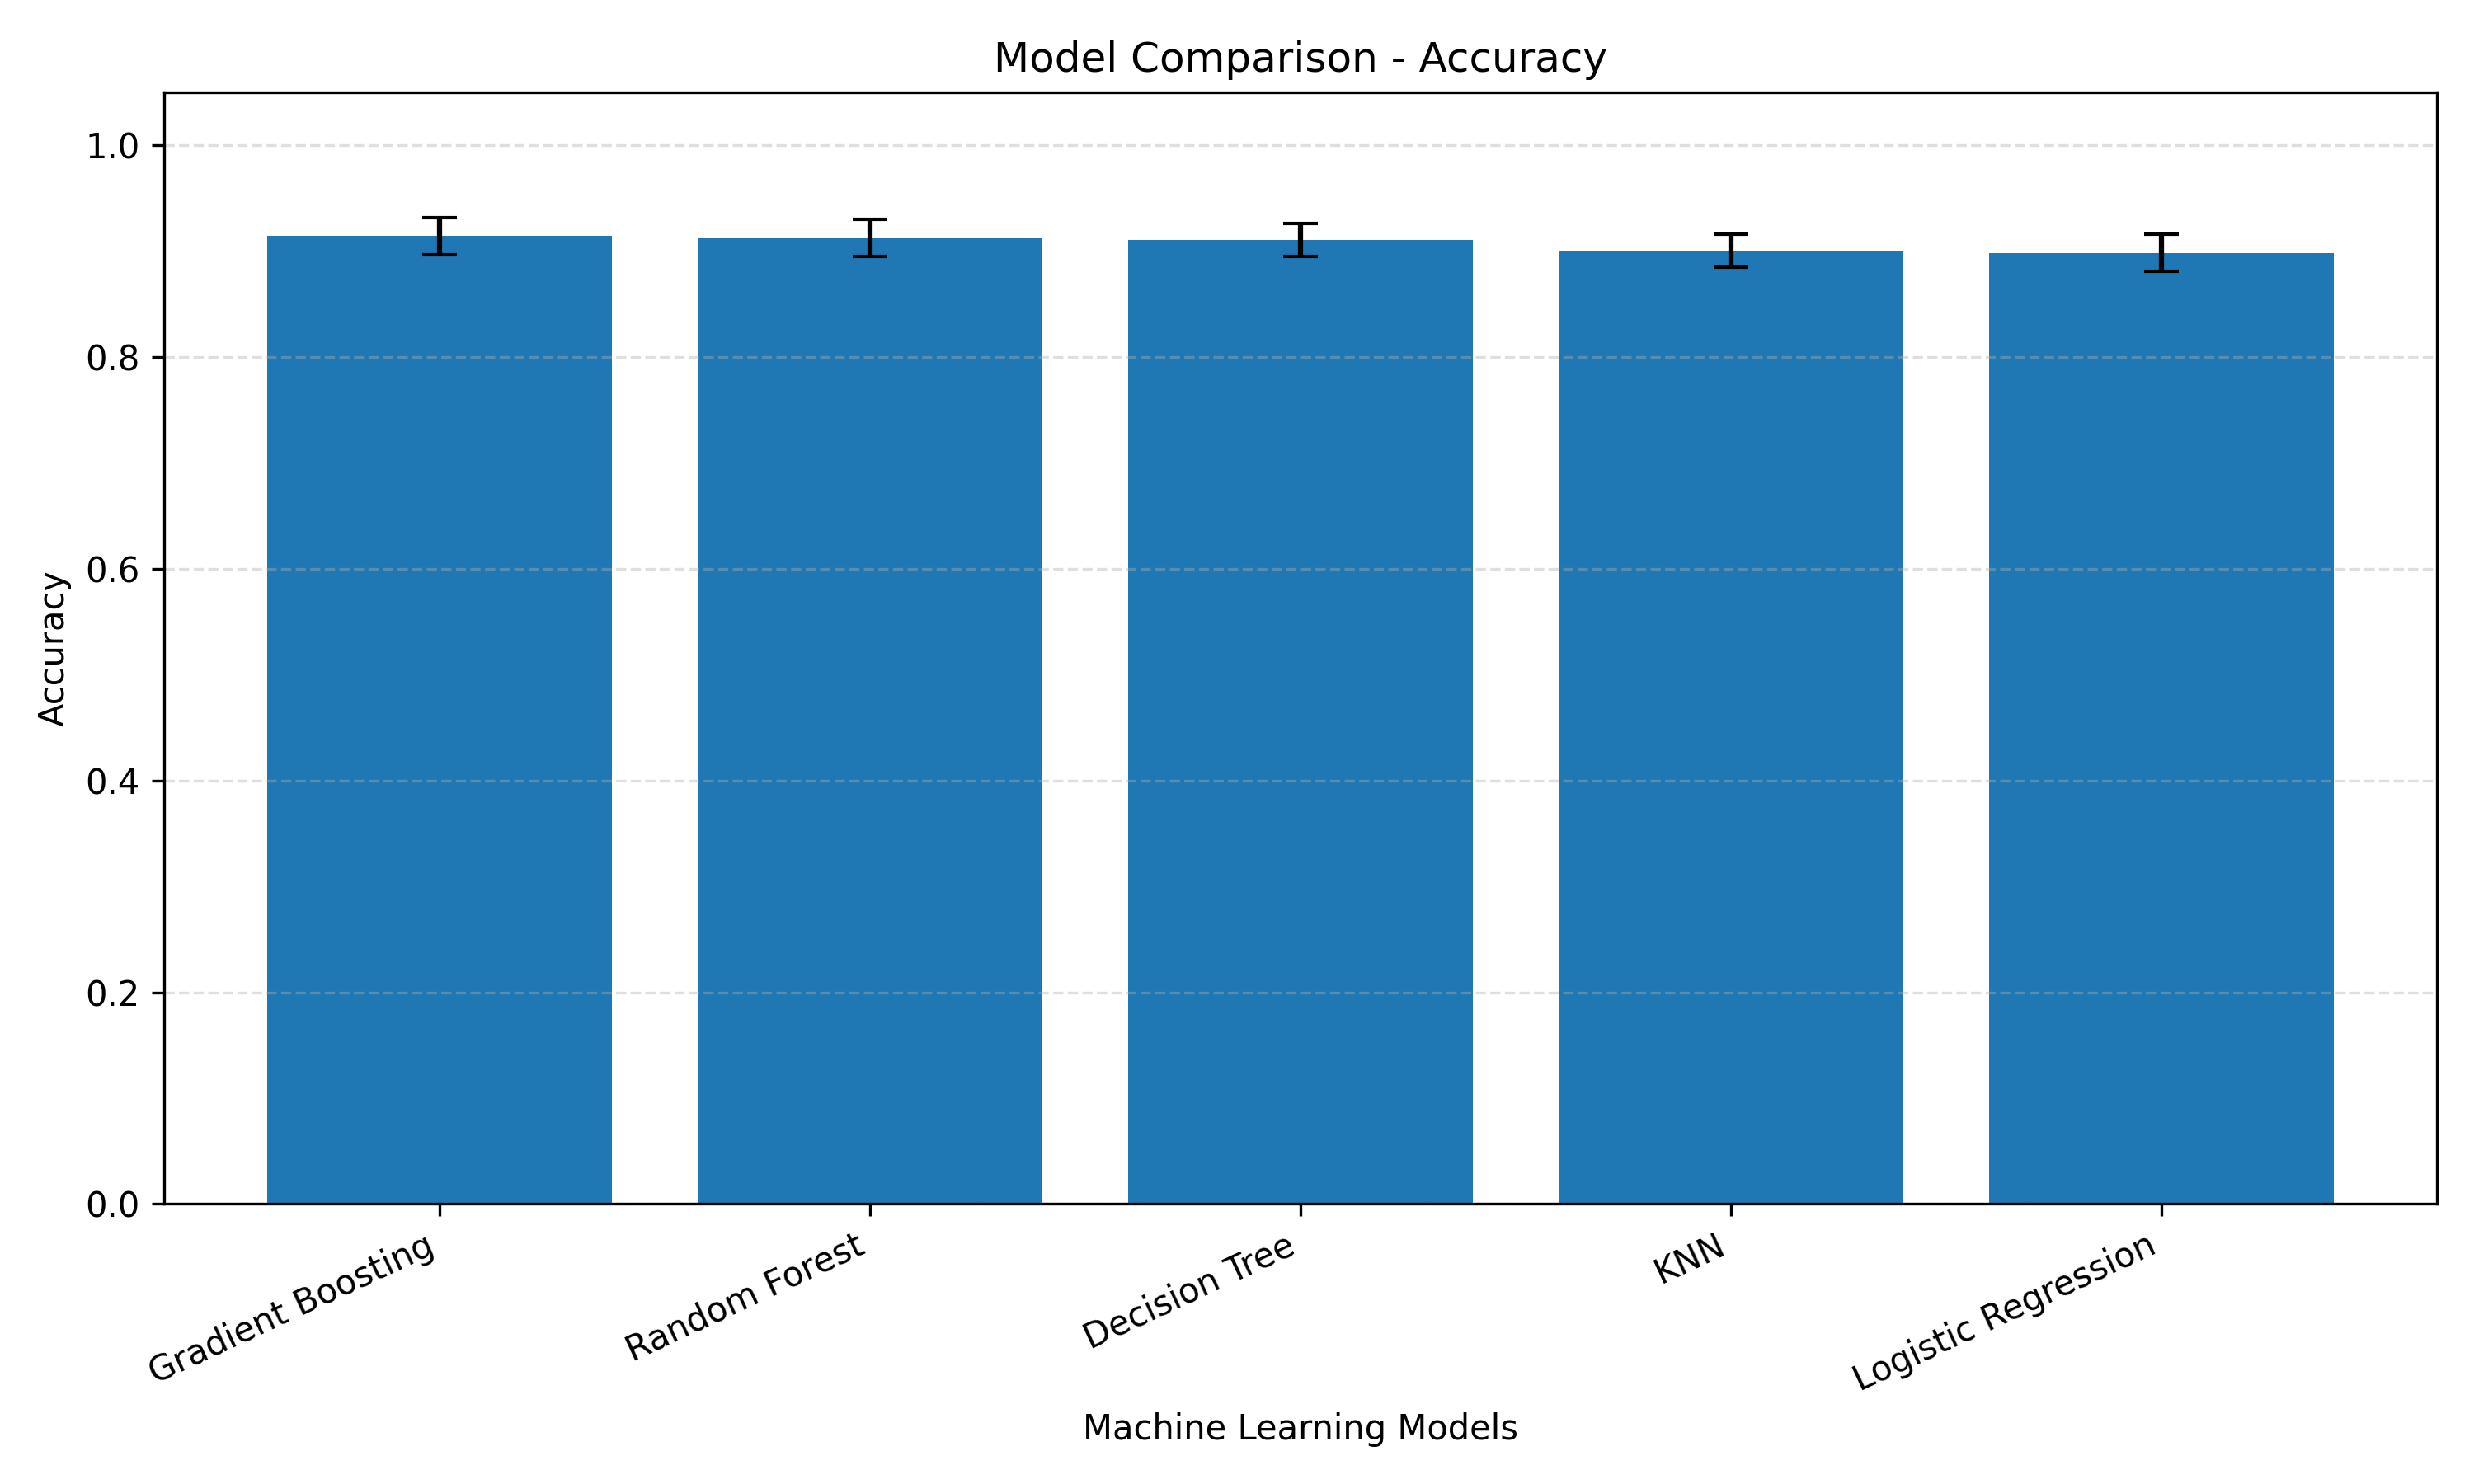 Model Comparison - Accuracy
Accuracy
1.0
0.8
0.6
0.4
0.2
0.0
Gradient Boosting
Random Forest
Decision Tree
KNN
Logistic Regression
Machine Learning Models